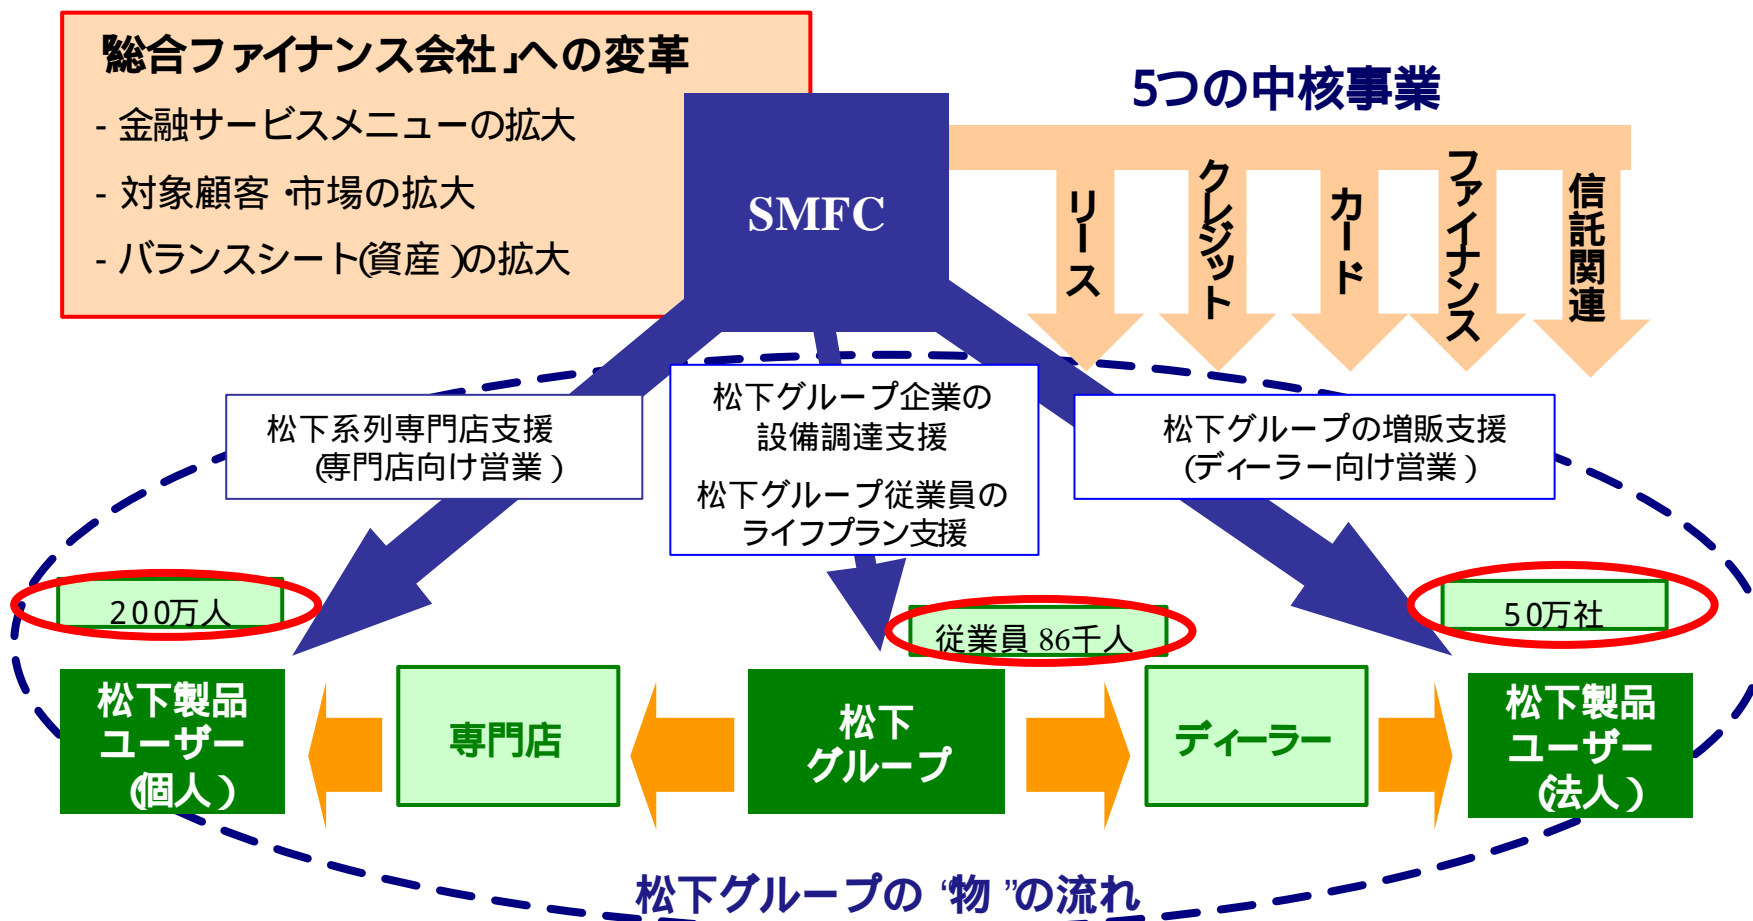 「総合ファイナンス会社」への変革
- 金融サービスメニューの拡大
- 対象顧客・市場の拡大
- バランスシート(資産)の拡大
SMFC
5つの中核事業
リース
クレジット
カード
ファイナンス
信託関連
松下系列専門店支援
(専門店向け営業)
松下グループ企業の
設備調達支援
松下グループ従業員の
ライフプラン支援
松下グループの増販支援
(ディーラー向け営業)
200万人
従業員 86千人
50万社
松下製品
ユーザー
(個人)
専門店
松下
グループ
ディーラー
松下製品
ユーザー
(法人)
松下グループの “物”の流れ